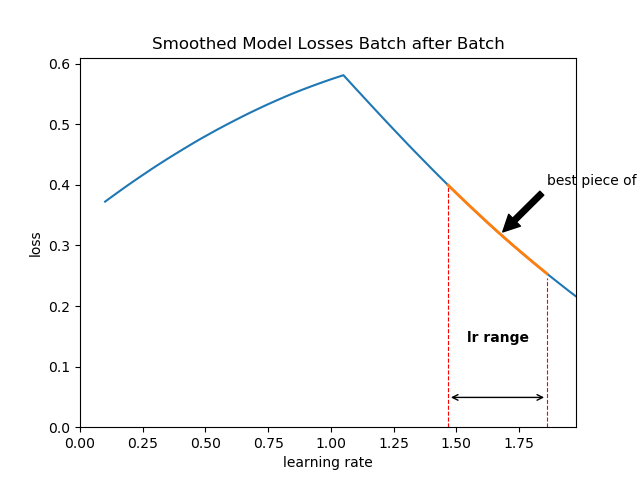 Smoothed Model Losses Batch after Batch
0.6
0.5
0.4
0.3
0.2
0.1
0.0
loss
best piece of
lr range
0.00 0.25 0.50 0.75 1.00 1.25 1.50 1.75
learning rate